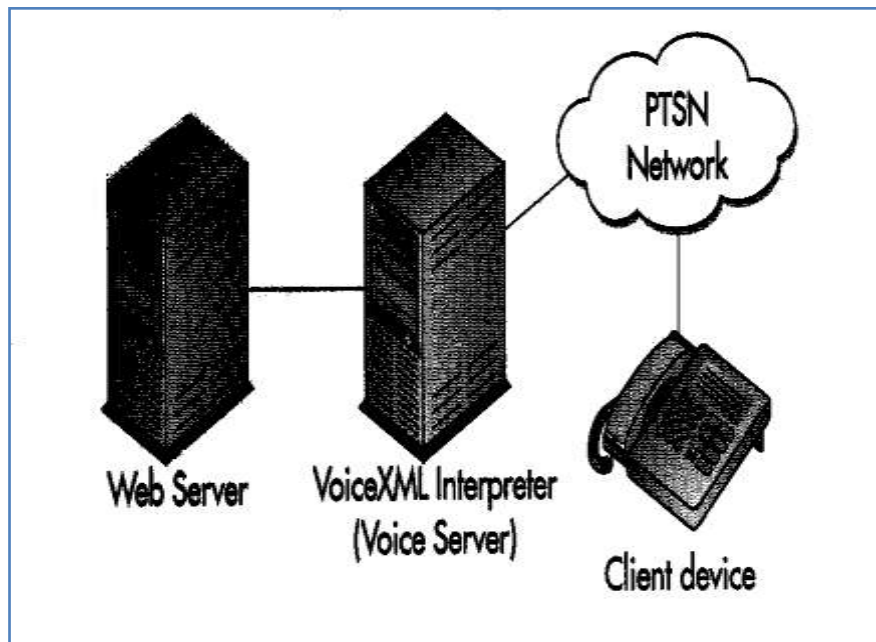 PTSN
Network
Web Server
VoiceXML Interpreter
(Voice Server)
Client device